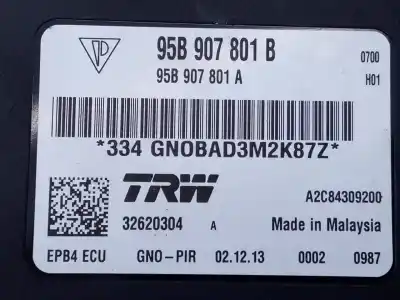 95B 907 801 B 0700
95B 907 801 A H01
*334 GNOBAD3M2K87Z*
TRW A2C84309200
32620304 A Made in Malaysia
EPB4 ECU GNO-PIR 02.12.13 0002 0987